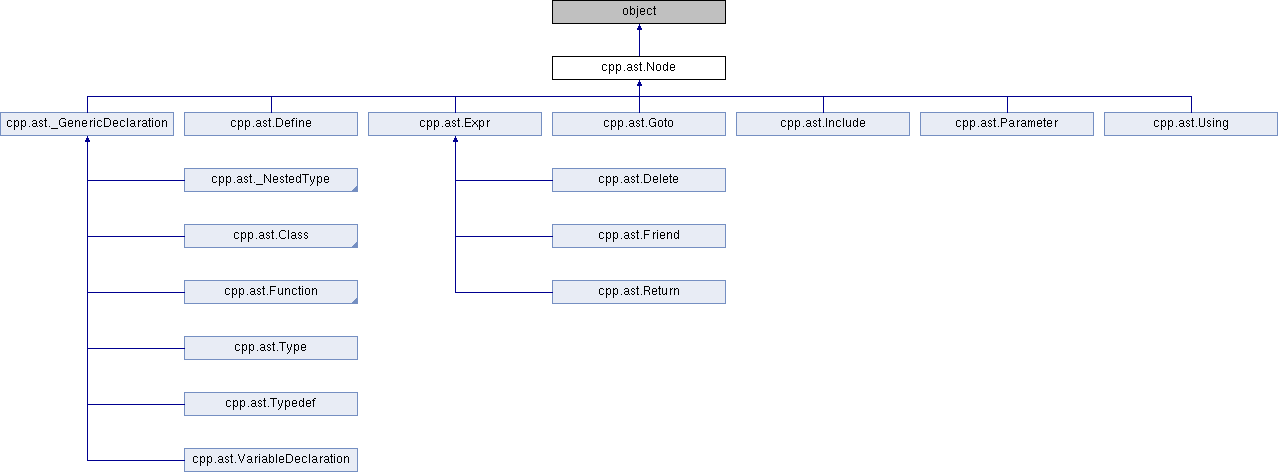 object
cpp.ast.Node
cpp.ast._GenericDeclaration
cpp.ast.Define
cpp.ast.Expr
cpp.ast.Goto
cpp.ast.Include
cpp.ast.Parameter
cpp.ast.Using
cpp.ast._NestedType
cpp.ast.Delete
cpp.ast.Class
cpp.ast.Friend
cpp.ast.Function
cpp.ast.Return
cpp.ast.Type
cpp.ast.Typedef
cpp.ast.VariableDeclaration